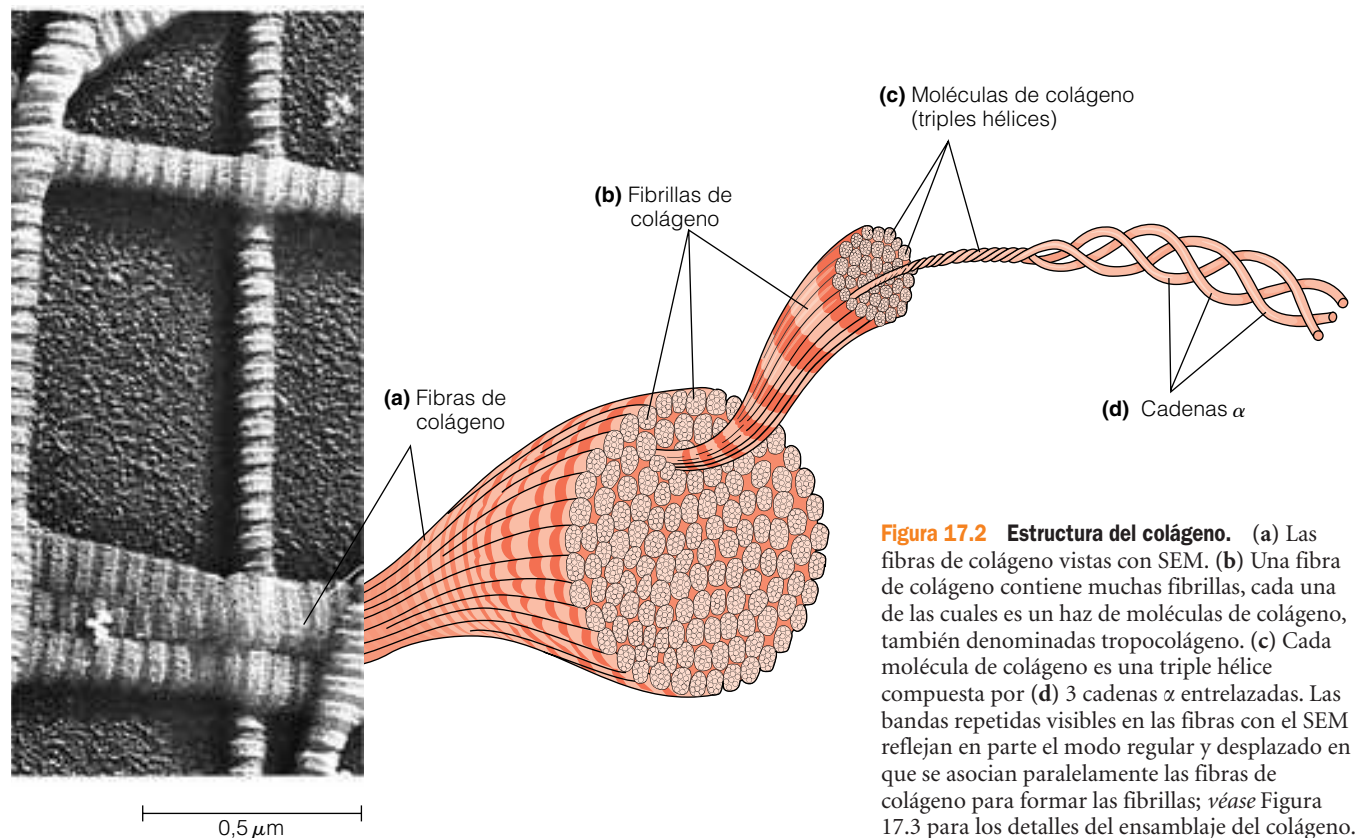 (c) Moléculas de colágeno
(triples hélices)
(b) Fibrillas de
colágeno
(a) Fibras de
colágeno
(d) Cadenas α
0,5 μm
Figura 17.2 Estructura del colágeno. (a) Las
fibras de colágeno vistas con SEM. (b) Una fibra
de colágeno contiene muchas fibrillas, cada una
de las cuales es un haz de moléculas de colágeno,
también denominadas tropocolágeno. (c) Cada
molécula de colágeno es una triple hélice
compuesta por (d) 3 cadenas α entrelazadas. Las
bandas repetidas visibles en las fibras con el SEM
reflejan en parte el modo regular y desplazado en
que se asocian paralelamente las fibras de
colágeno para formar las fibrillas; véase Figura
17.3 para los detalles del ensamblaje del colágeno.